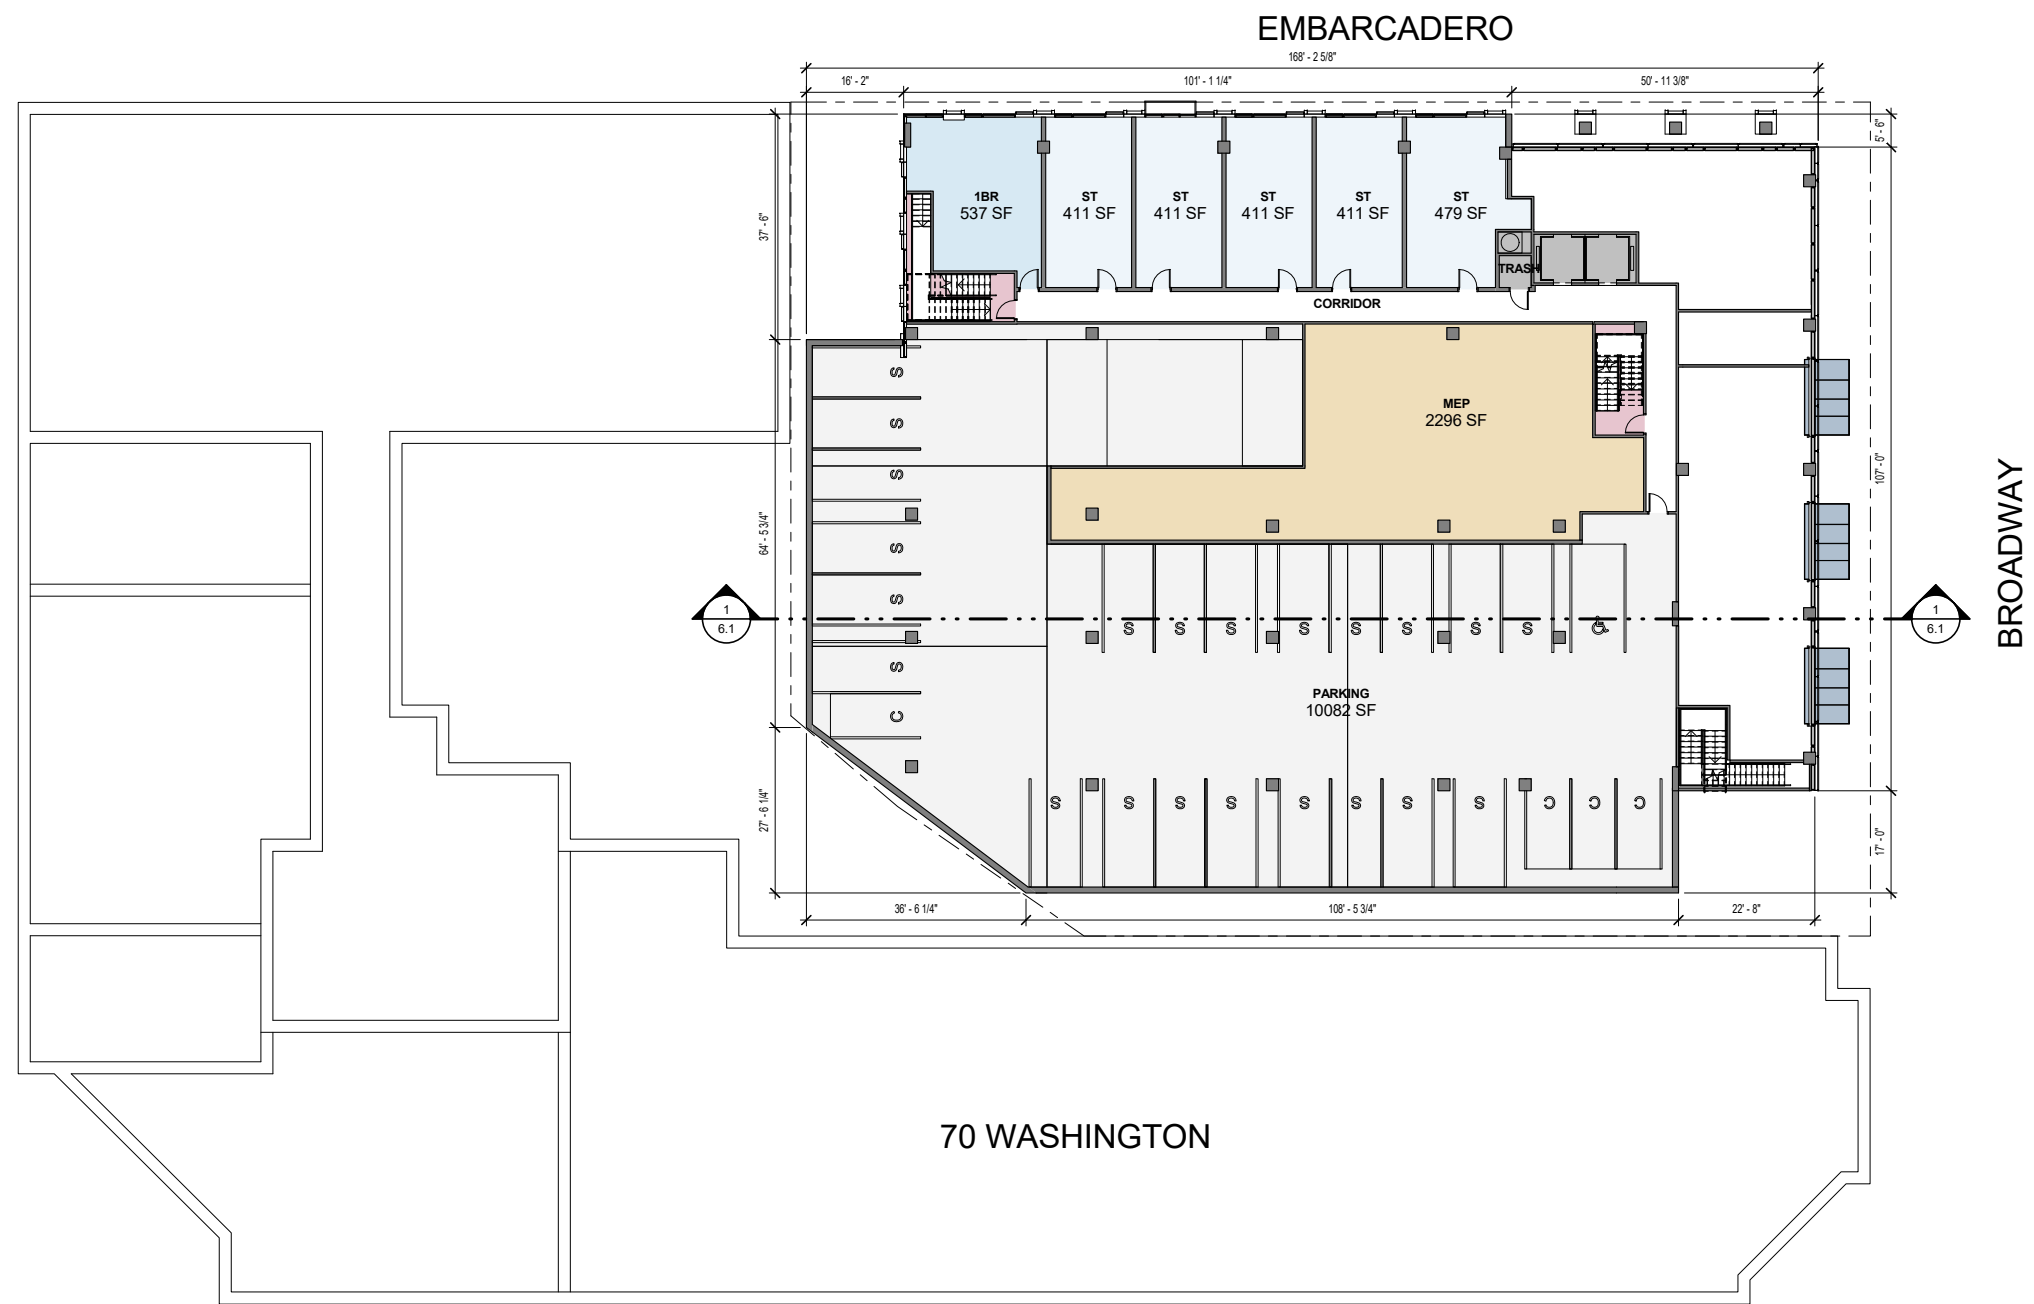 EMBARCADERO
168' - 2 5/8"
16' - 2"
101' - 1 1/4"
50' - 11 3/8"
5' - 6"
37' - 6"
1BR
537 SF
ST
411 SF
ST
411 SF
ST
411 SF
ST
411 SF
ST
479 SF
TRASH
CORRIDOR
S
S
MEP
2296 SF
S
107' - 0"
BROADWAY
64' - 5 3/4"
S
S
1
6.1
S S S S S S S S
1
6.1
S
PARKING
10082 SF
C
27' - 6 1/4"
S S S S S S S S C C C
17' - 0"
36' - 6 1/4"
108' - 5 3/4"
22' - 8"
70 WASHINGTON